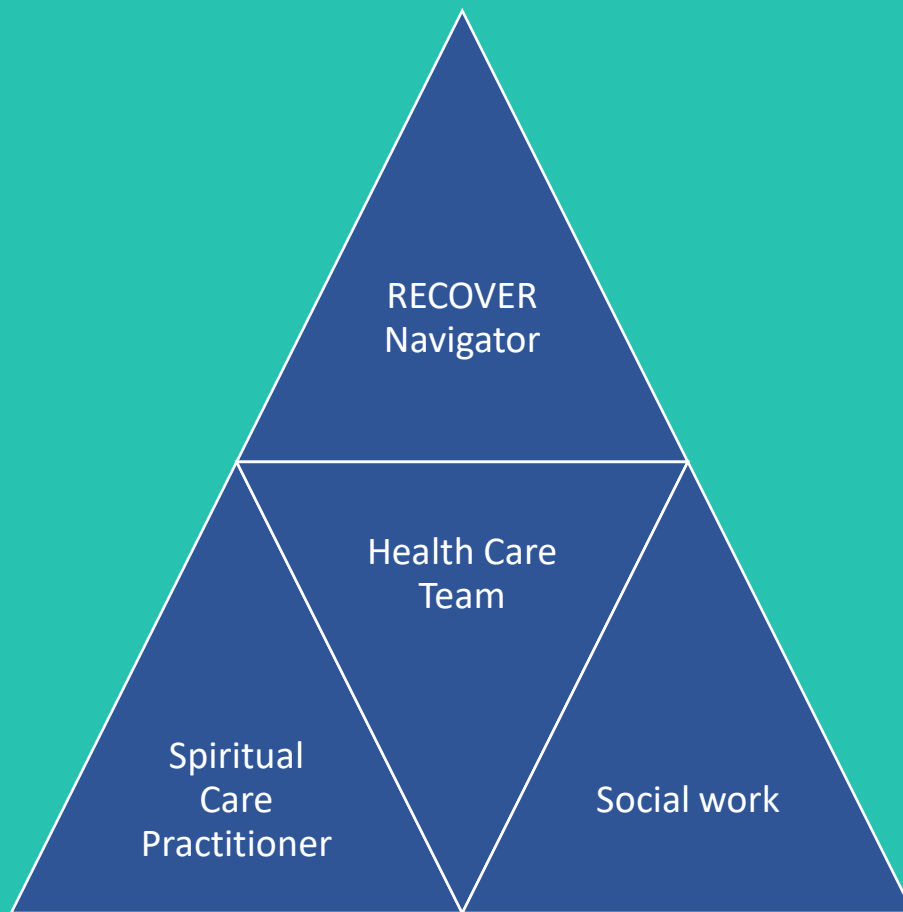 RECOVER
Navigator
Health Care
Team
Spiritual
Care
Practitioner
Social work